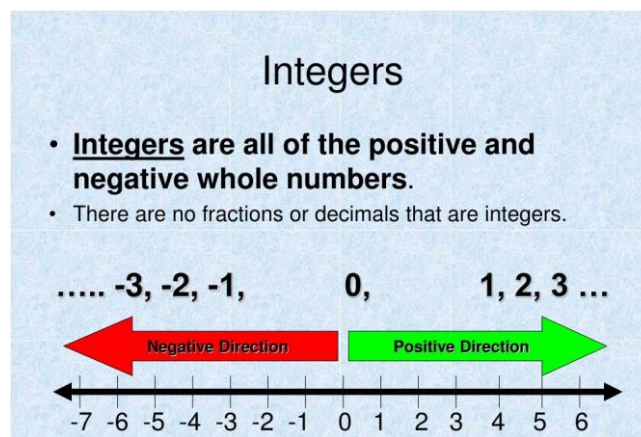 Integers
• Integers are all of the positive and
negative whole numbers.
• There are no fractions or decimals that are integers.
..... -3, -2, -1, 0, 1, 2, 3 ...
Negative Direction Positive Direction
-7 -6 -5 -4 -3 -2 -1 0 1 2 3 4 5 6